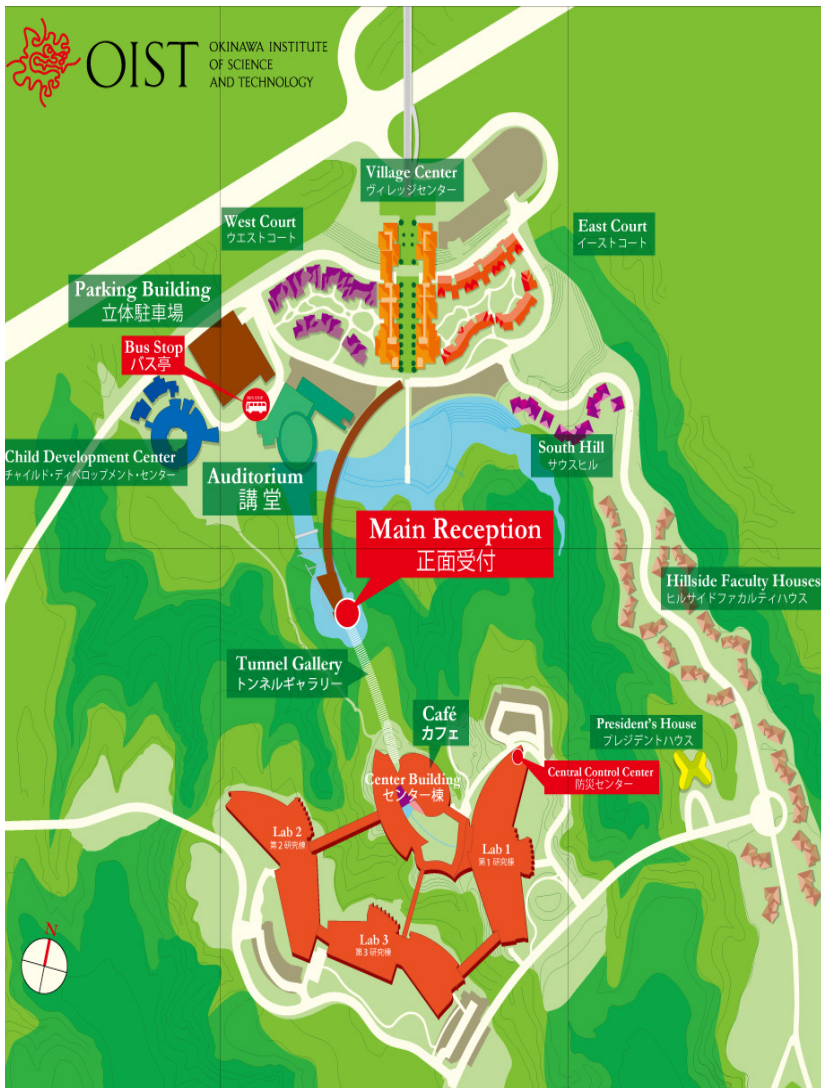 OIST
OKINAWA INSTITUTE
OF SCIENCE
AND TECHNOLOGY
Village Center
ヴィレッジセンター
West Court
ウエストコート
East Court
イーストコート
Parking Building
立体駐車場
Bus Stop
バス亭
BUS STOP
Child Development Center
チャイルド・ディベロップメント・センター
Auditorium
講堂
South Hill
サウスヒル
Main Reception
正面受付
Hillside Faculty Houses
ヒルサイドファカルティハウス
Tunnel Gallery
トンネルギャラリー
Café
カフェ
President's House
プレジデントハウス
Center Building
センター棟
Central Control Center
防災センター
Lab 2
第2研究棟
Lab 1
第1研究棟
Lab 3
第3研究棟
N